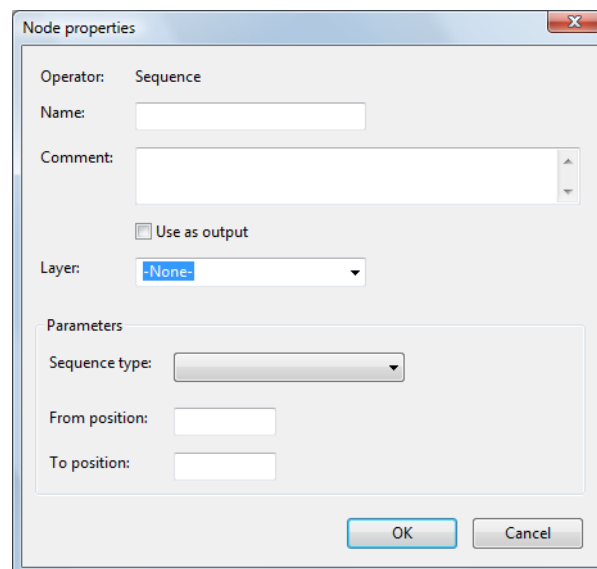 Node properties
Operator: Sequence
Name:
Comment:
Use as output
Layer: -None-
Parameters
Sequence type:
From position:
To position:
OK Cancel